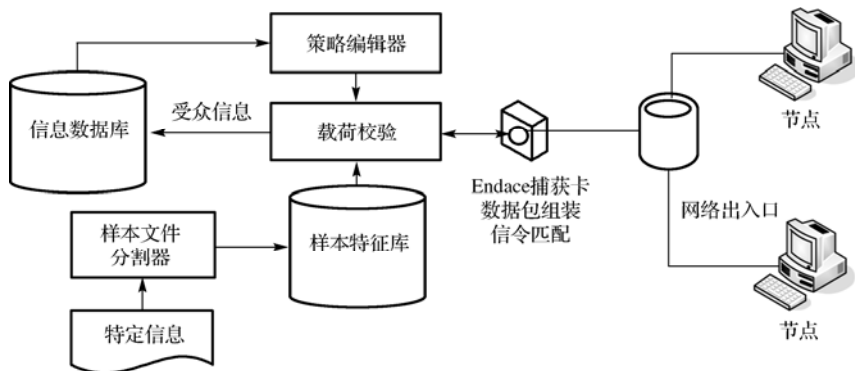 策略编辑器
节点
信息数据库
受众信息
载荷校验
Endace捕获卡
数据包组装
信令匹配
网络出入口
样本文件
分割器
样本特征库
特定信息
节点